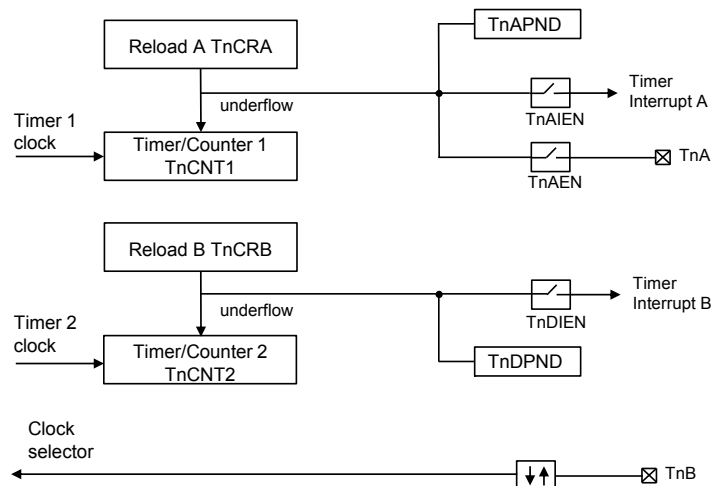 Reload A TnCRA
TnAPND
underflow
Timer
Interrupt A
TnAIEN
Timer 1
clock
Timer/Counter 1
TnCNT1
TnA
TnAEN
Reload B TnCRB
underflow
Timer
Interrupt B
TnDIEN
Timer 2
clock
Timer/Counter 2
TnCNT2
TnDPND
Clock
selector
TnB